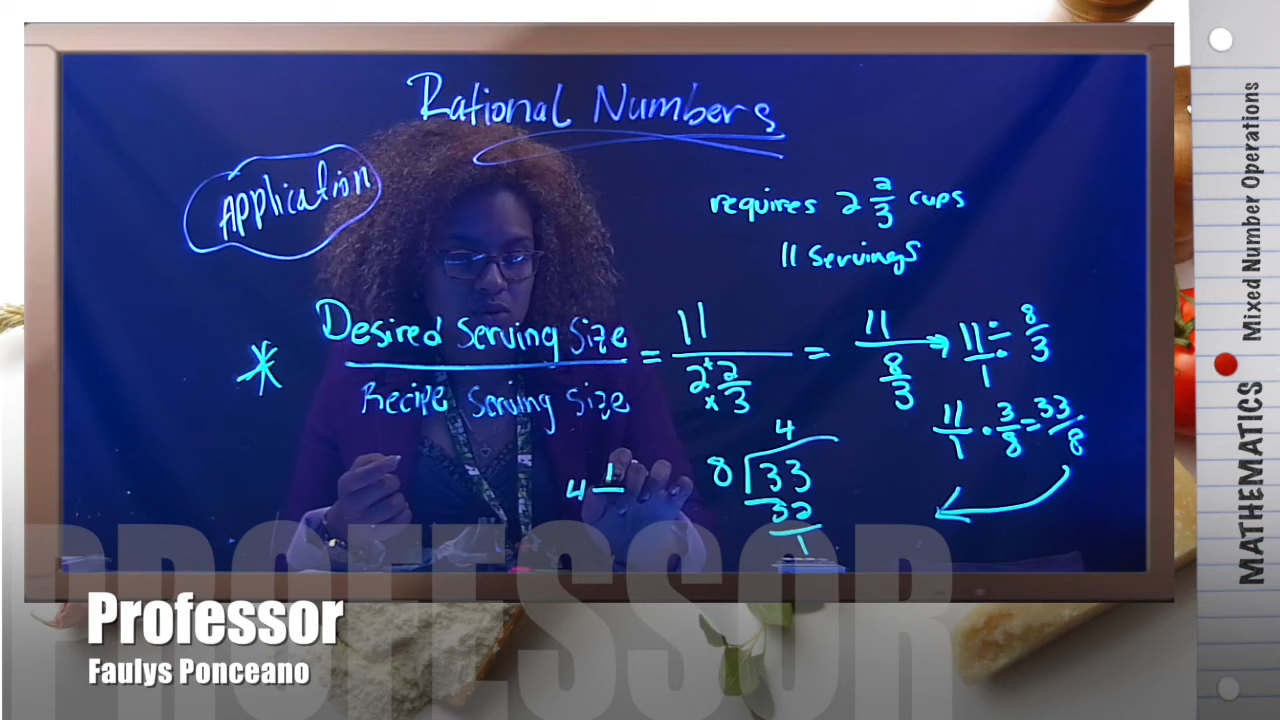 Rational Numbers
Application
requires 2 2/3 cups
11 servings
* Desired Serving Size / Recipe Serving Size = 11 / 2 2/3 = 11 / 8/3 → 11/1 ÷ 8/3
+
x
11/1 · 3/8 = 33/8
4
8 33
32
1
4 1
PROFESSOR
Professor
Faulys Ponceano
MATHEMATICS • Mixed Number Operations